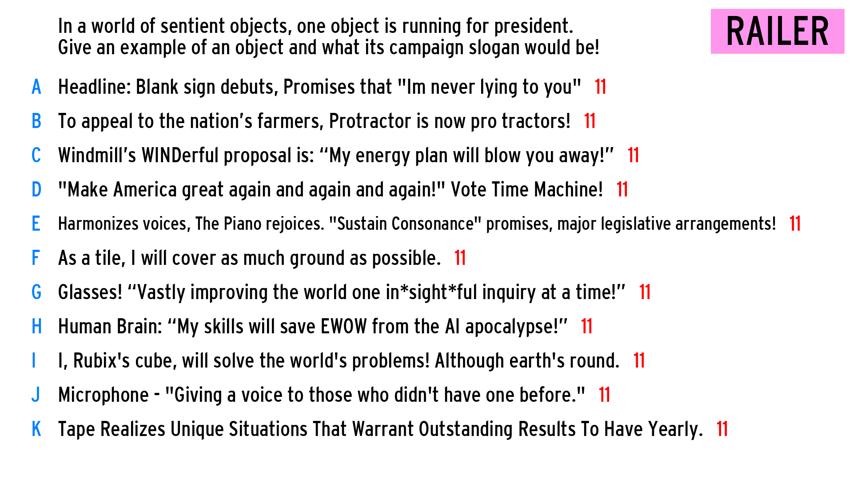 In a world of sentient objects, one object is running for president.
Give an example of an object and what its campaign slogan would be!
RAILER
A Headline: Blank sign debuts, Promises that "Im never lying to you" 11
B To appeal to the nation's farmers, Protractor is now pro tractors! 11
C Windmill's WINDerful proposal is: “My energy plan will blow you away!” 11
D "Make America great again and again and again!" Vote Time Machine! 11
E Harmonizes voices, The Piano rejoices. "Sustain Consonance" promises, major legislative arrangements! 11
F As a tile, I will cover as much ground as possible. 11
G Glasses! “Vastly improving the world one in*sight*ful inquiry at a time!” 11
H Human Brain: “My skills will save EWOW from the AI apocalypse!” 11
I I, Rubix's cube, will solve the world's problems! Although earth's round. 11
J Microphone - "Giving a voice to those who didn't have one before." 11
K Tape Realizes Unique Situations That Warrant Outstanding Results To Have Yearly. 11